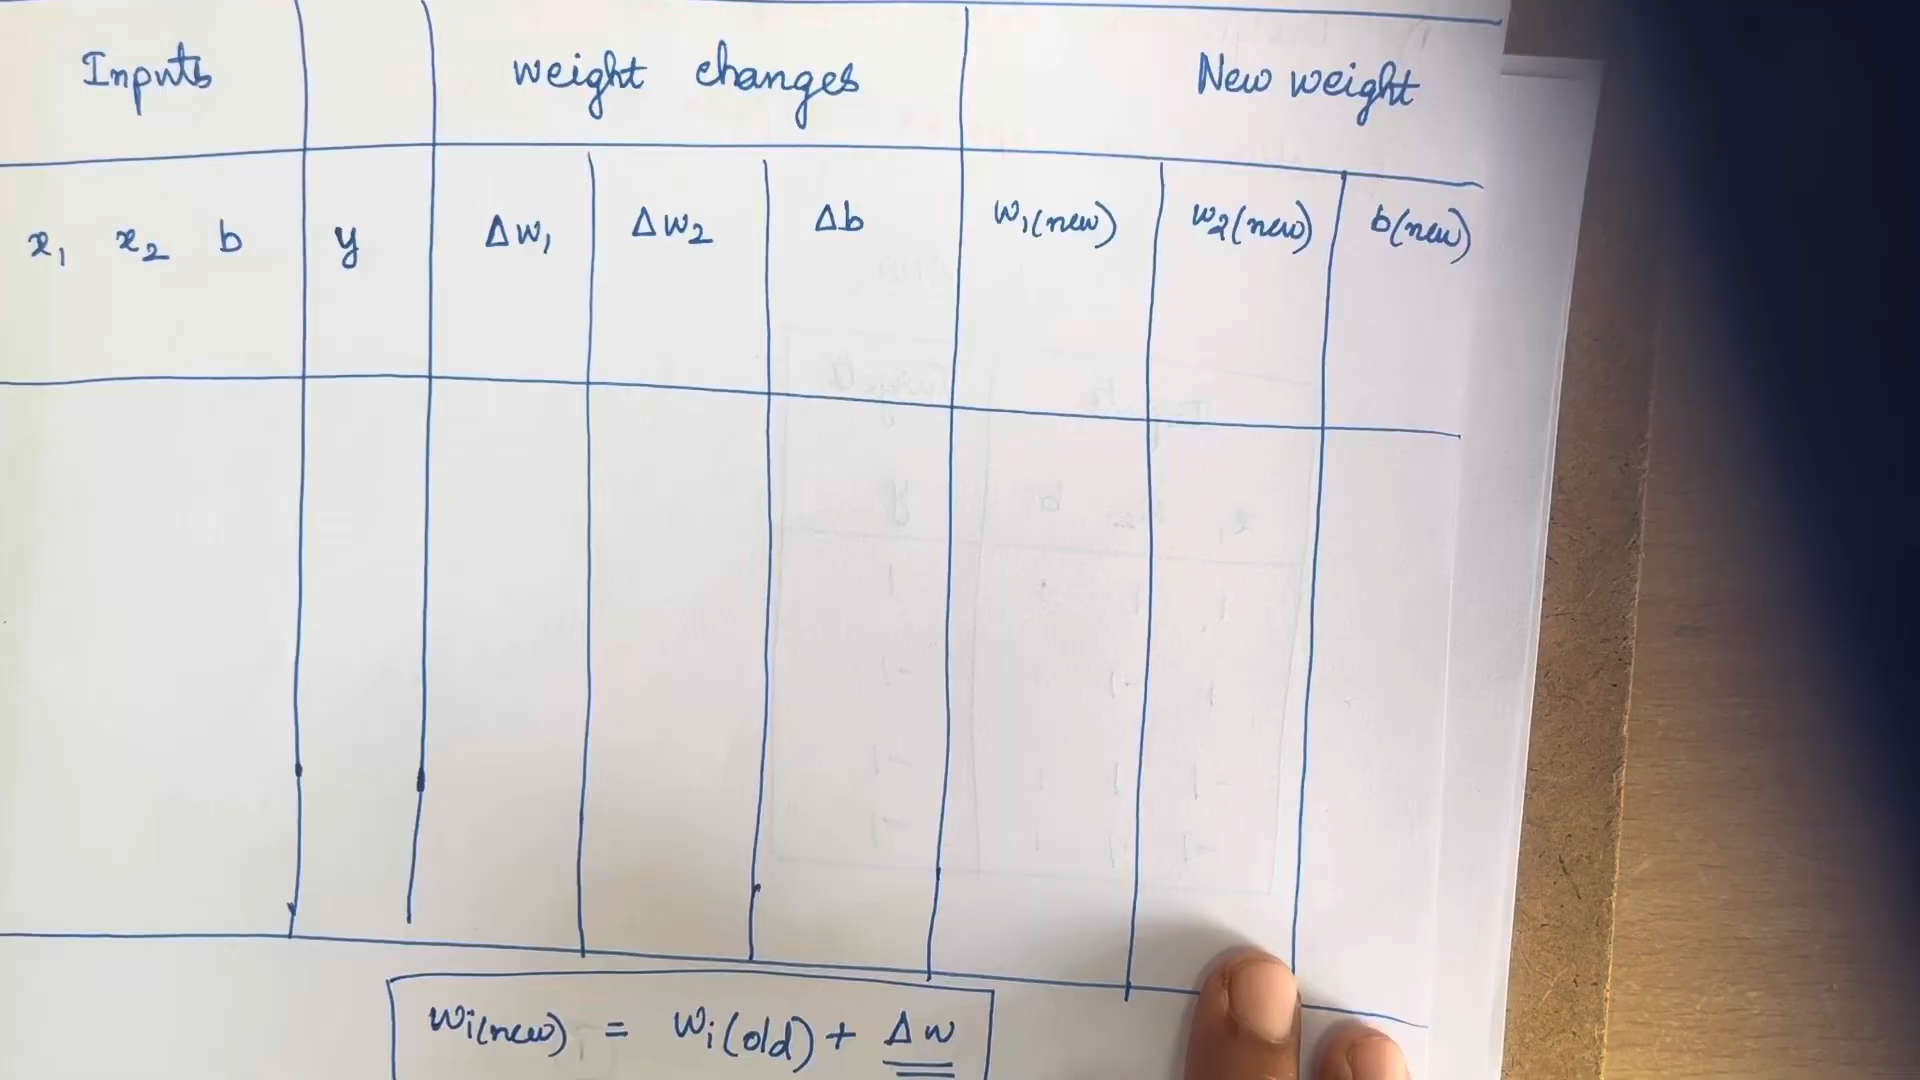 Inputs weight changes New weight
x₁ x₂ b y Δw₁ Δw₂ Δb w₁(new) w₂(new) b(new)
wi(new) = wi(old) + Δw